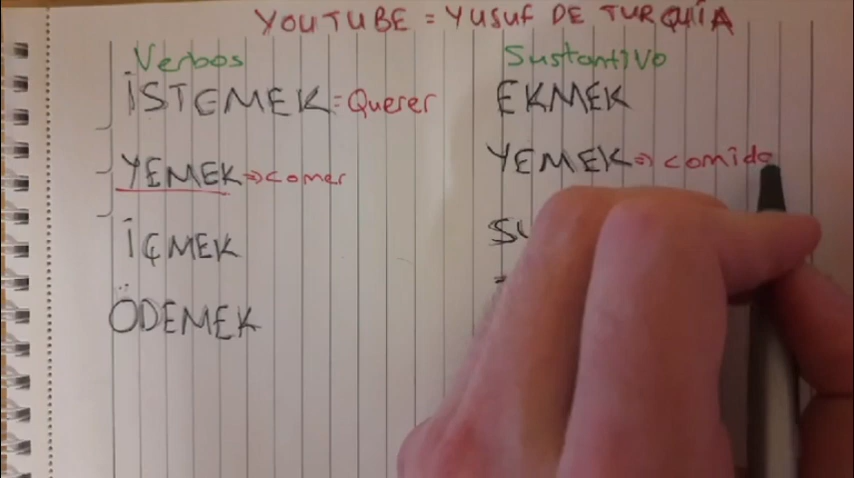 YOUTUBE = YUSUF DE TURQUÍA
Verbos
İSTEMEK = Querer
YEMEK => comer
İÇMEK
ÖDEMEK
Sustantivo
EKMEK
YEMEK => comida